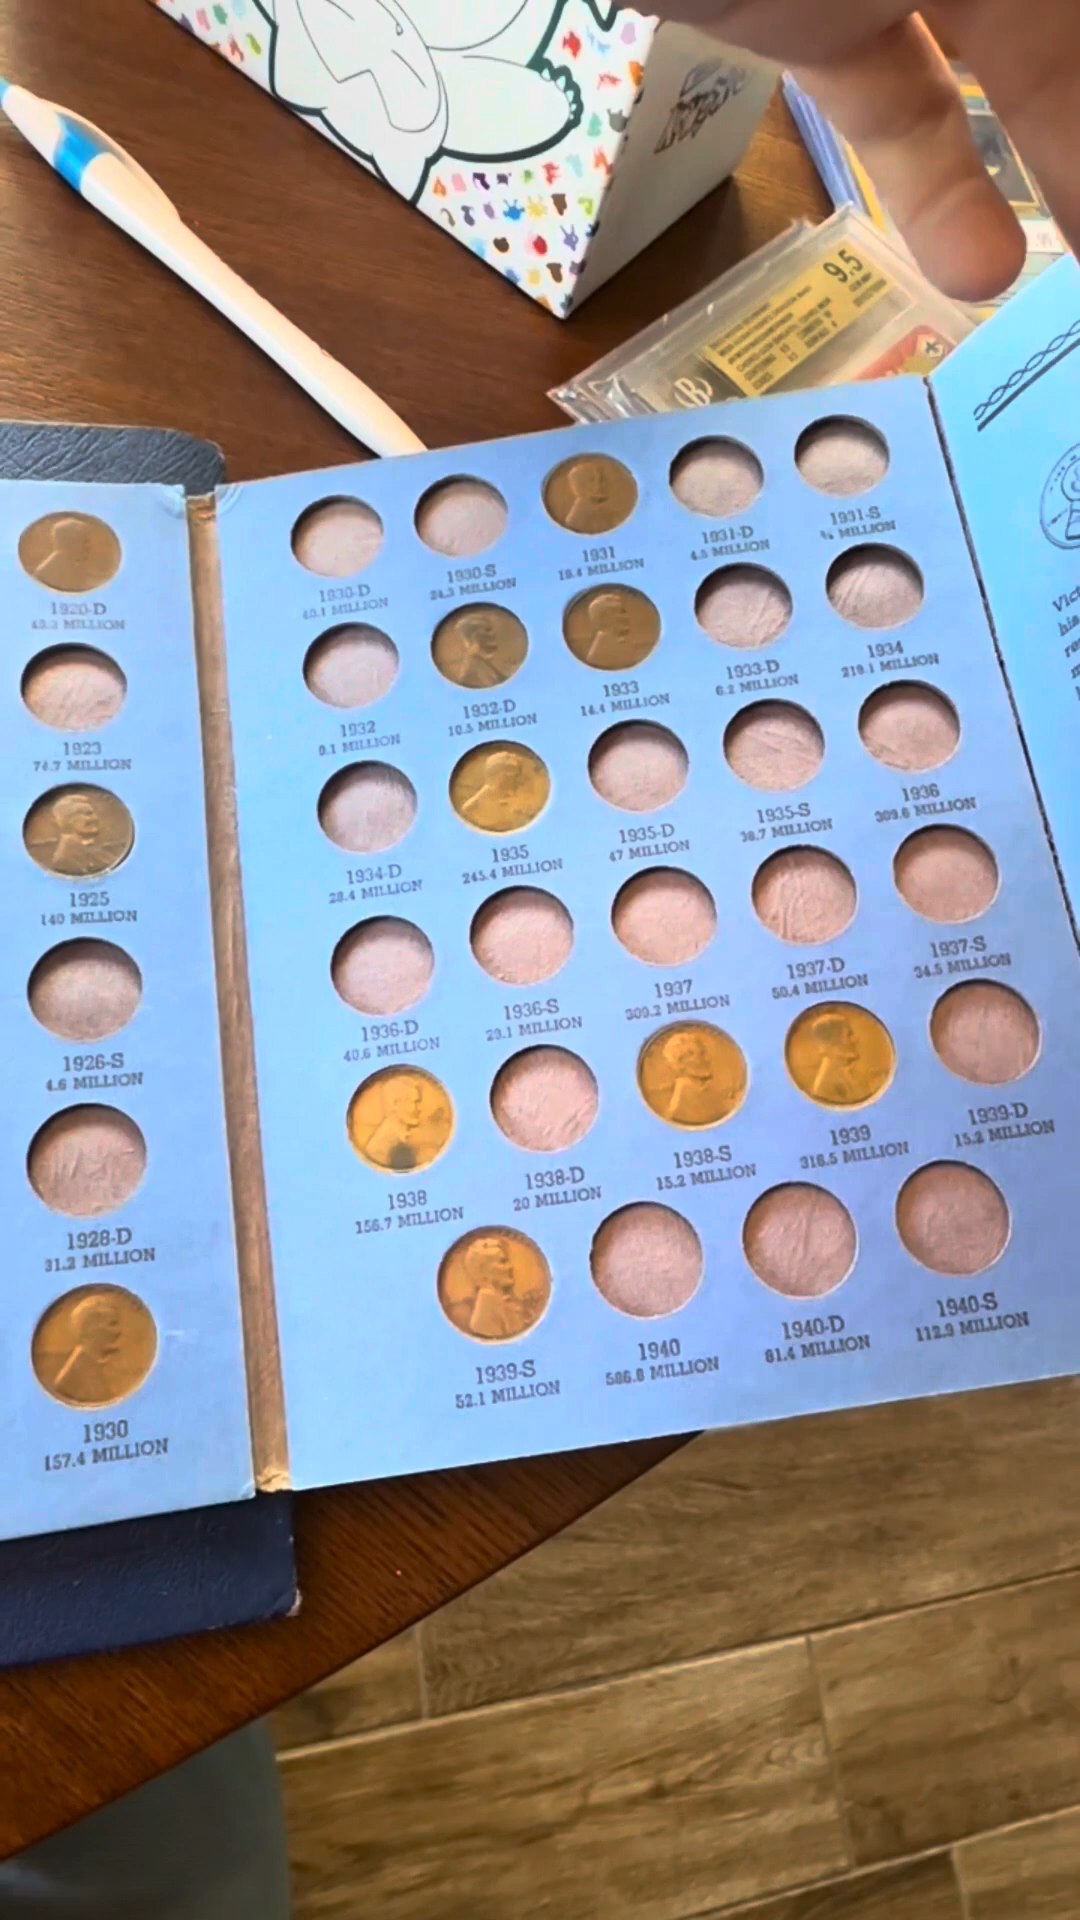 9.5
1920-D
1923
74.7 MILLION
1925
140 MILLION
1926-S
4.6 MILLION
1928-D
31.2 MILLION
1930
157.4 MILLION
1930-D
40.1 MILLION
1930-S
24.3 MILLION
1931
19.4 MILLION
1931-D
4.5 MILLION
1931-S
MILLION
1932
9.1 MILLION
1932-D
10.5 MILLION
1933
14.4 MILLION
1933-D
6.2 MILLION
1934
219.1 MILLION
1934-D
28.4 MILLION
1935
245.4 MILLION
1935-D
47 MILLION
1935-S
38.7 MILLION
1936
309.6 MILLION
1936-D
40.6 MILLION
1936-S
29.1 MILLION
1937
309.2 MILLION
1937-D
50.4 MILLION
1937-S
34.5 MILLION
1938
156.7 MILLION
1938-D
20 MILLION
1938-S
15.2 MILLION
1939
316.5 MILLION
1939-D
15.2 MILLION
1939-S
52.1 MILLION
1940
586.8 MILLION
1940-D
81.4 MILLION
1940-S
112.9 MILLION